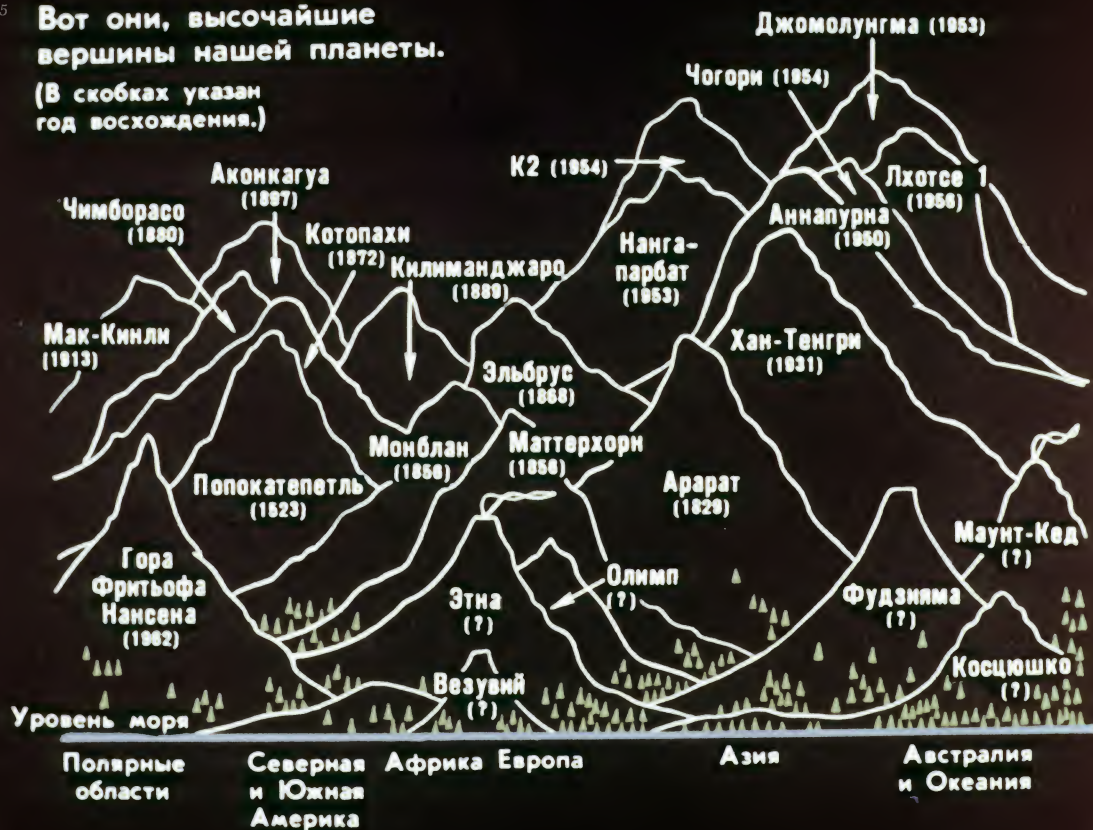 5
Вот они, высочайшие
вершины нашей планеты.
(В скобках указан
год восхождения.)
Джомолунгма (1953)
Чогори (1954)
К2 (1954)
Лхотсе 1
(1956)
Аннапурна
(1950)
Аконкагуа
(1897)
Чимборасо
(1880)
Котопахи
(1872)
Килиманджаро
(1889)
Нанга-
парбат
(1953)
Мак-Кинли
(1913)
Хан-Тенгри
(1931)
Эльбрус
(1868)
Монблан
(1856)
Маттерхорн
(1856)
Попокатепетль
(1523)
Арарат
(1829)
Маунт-Кед
(?)
Гора
Фритьофа
Нансена
(1962)
Этна
(?)
Олимп
(?)
Фудзияма
(?)
Косцюшко
(?)
Везувий
(?)
Уровень моря
Полярные
области
Северная
и Южная
Америка
Африка
Европа
Азия
Австралия
и Океания